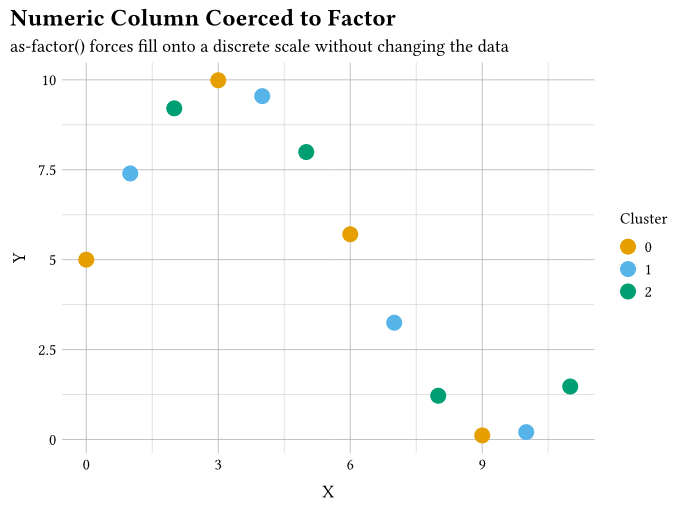 Numeric Column Coerced to Factor
as-factor() forces fill onto a discrete scale without changing the data
10
7.5
5
2.5
0
Y
0 3 6 9
X
Cluster
0
1
2